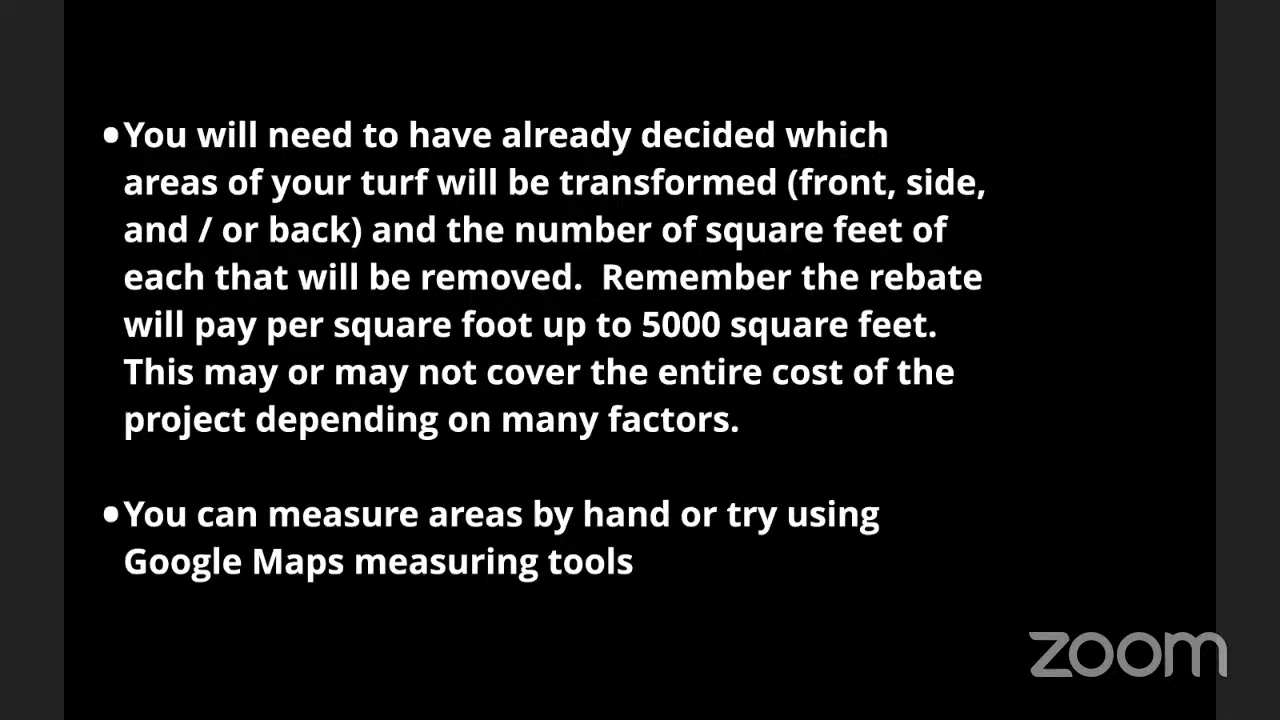 •You will need to have already decided which
areas of your turf will be transformed (front, side,
and / or back) and the number of square feet of
each that will be removed.  Remember the rebate
will pay per square foot up to 5000 square feet.
This may or may not cover the entire cost of the
project depending on many factors.
•You can measure areas by hand or try using
Google Maps measuring tools
zoom